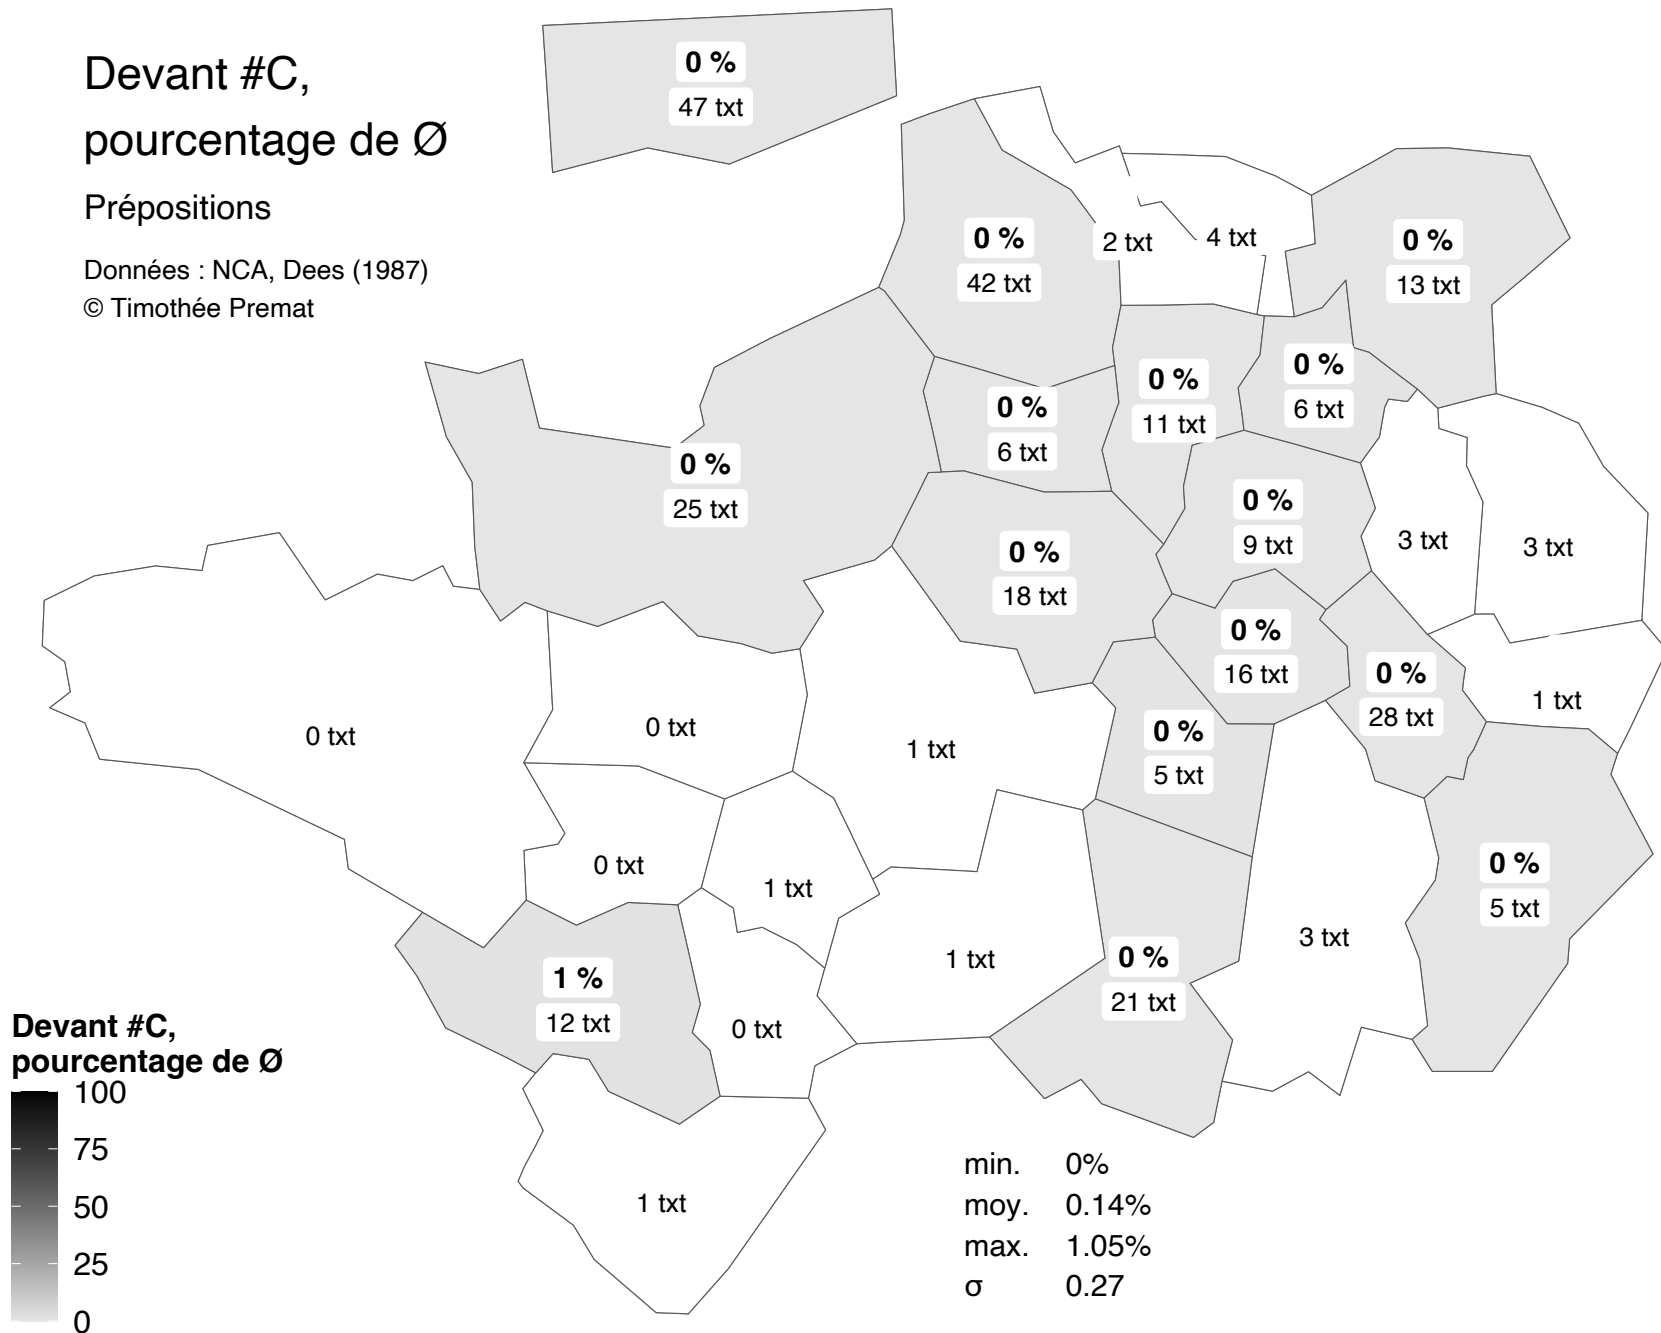 Devant #C,
pourcentage de Ø
Prépositions
Données : NCA, Dees (1987)
© Timothée Premat
0 %
47 txt
0 %
42 txt
2 txt
4 txt
0 %
13 txt
0 %
6 txt
0 %
11 txt
0 %
6 txt
0 %
25 txt
0 %
18 txt
0 %
9 txt
3 txt
3 txt
0 %
16 txt
0 %
28 txt
1 txt
0 txt
0 txt
1 txt
0 %
5 txt
0 txt
1 txt
0 %
5 txt
1 %
12 txt
0 txt
1 txt
0 %
21 txt
3 txt
1 txt
Devant #C,
pourcentage de Ø
100
75
50
25
0
min. 0%
moy. 0.14%
max. 1.05%
σ 0.27